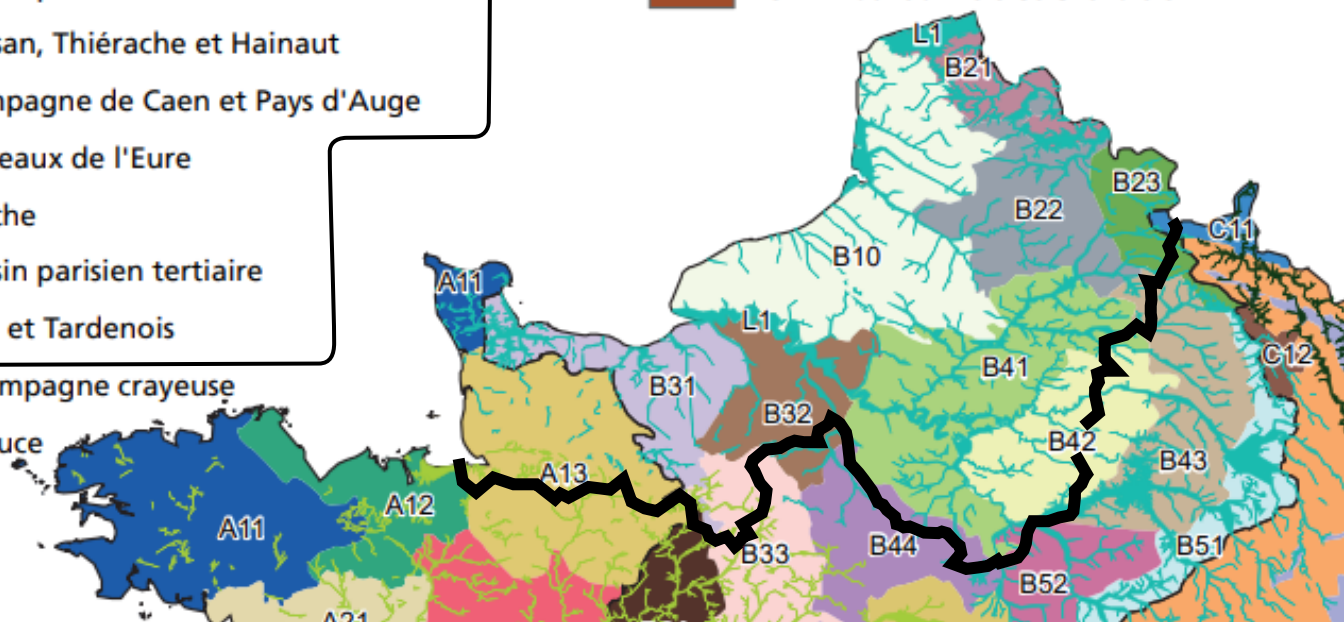 san, Thiérache et Hainaut
mpagne de Caen et Pays d'Auge
eaux de l'Eure
che
sin parisien tertiaire
et Tardenois
mpagne crayeuse
uce
L1
B21
B23
B22
C11
B10
A11
L1
C12
B41
B31
B32
B42
B43
A13
A12
A11
B33
B44
B51
B52
A21